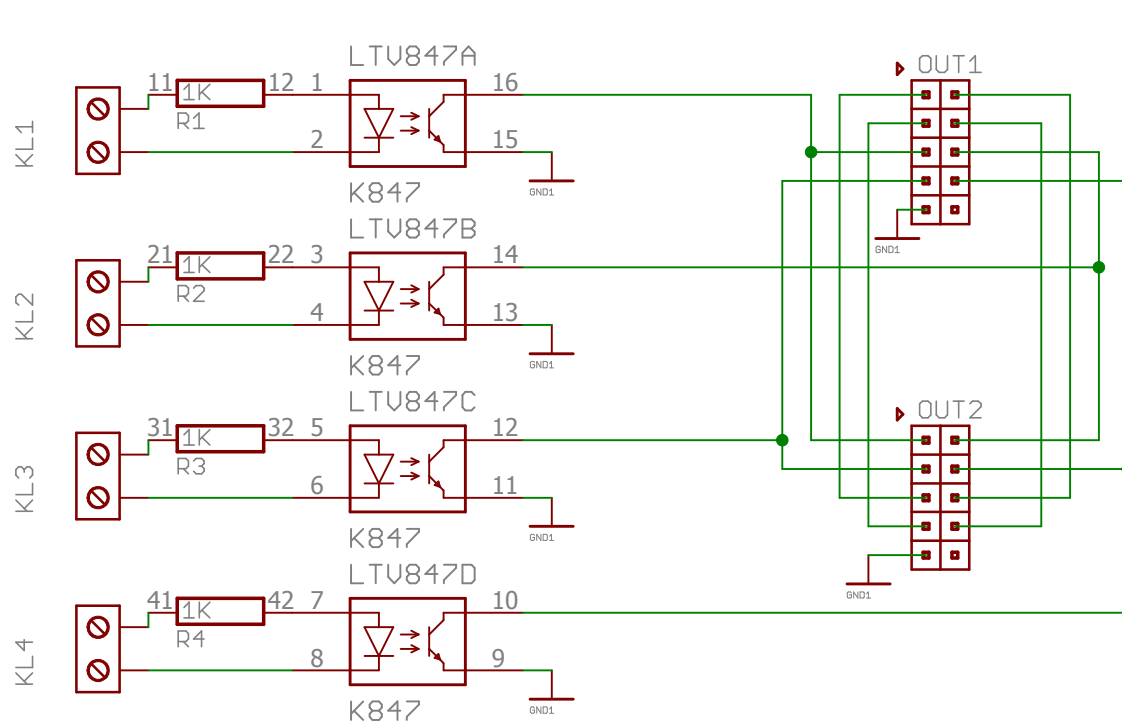 LTV847A
OUT1
11 1K 12 1 16
R1
KL1
2 15
K847
GND1
GND1
LTV847B
21 1K 22 3 14
R2
KL2
4 13
K847
GND1
LTV847C
OUT2
31 1K 32 5 12
R3
KL3
6 11
K847
GND1
LTV847D
GND1
41 1K 42 7 10
R4
KL4
8 9
K847
GND1